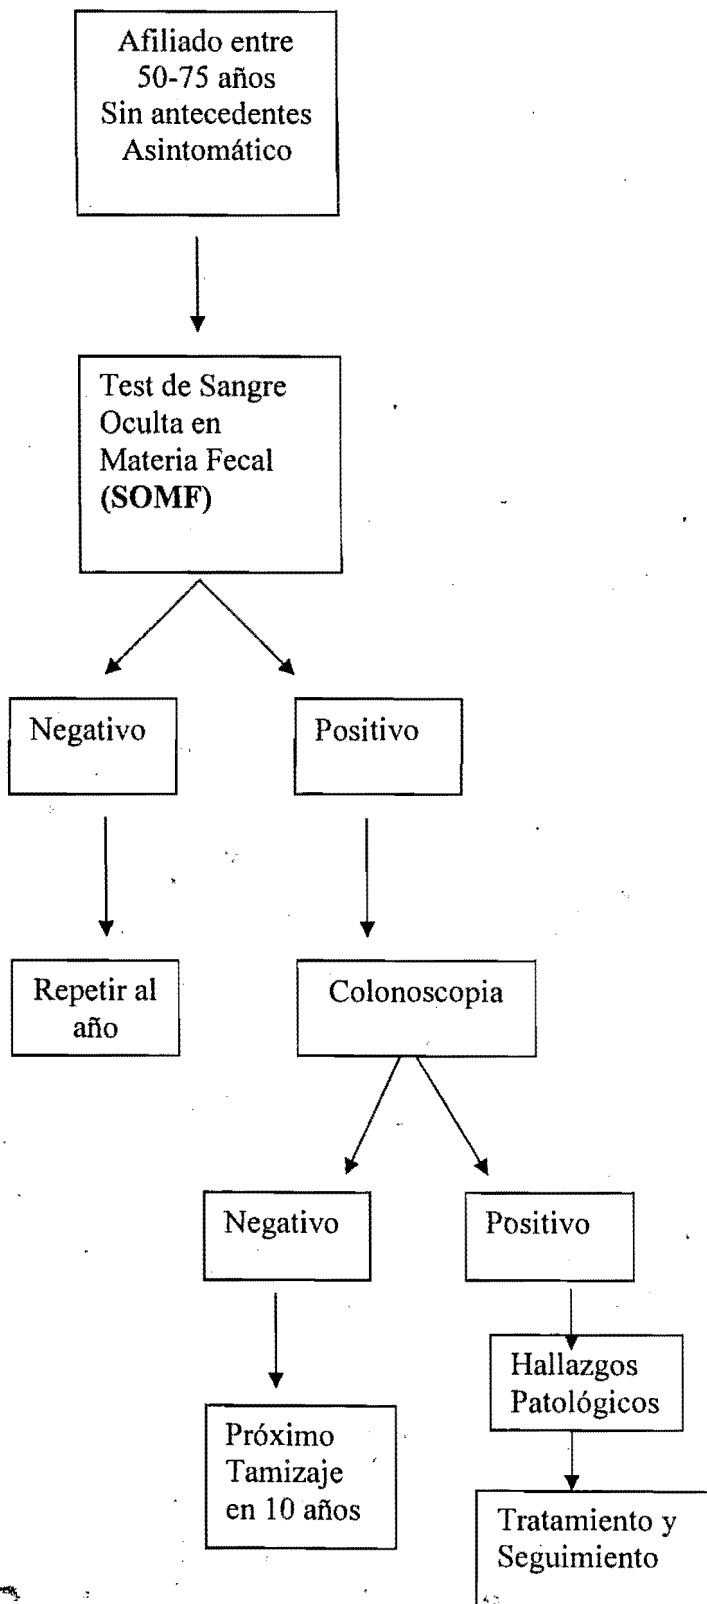 Afiliado entre
50-75 años
Sin antecedentes
Asintomático
Test de Sangre
Oculta en
Materia Fecal
(SOMF)
Negativo
Positivo
Repetir al
año
Colonoscopia
Negativo
Positivo
Hallazgos
Patológicos
Próximo
Tamizaje
en 10 años
Tratamiento y
Seguimiento